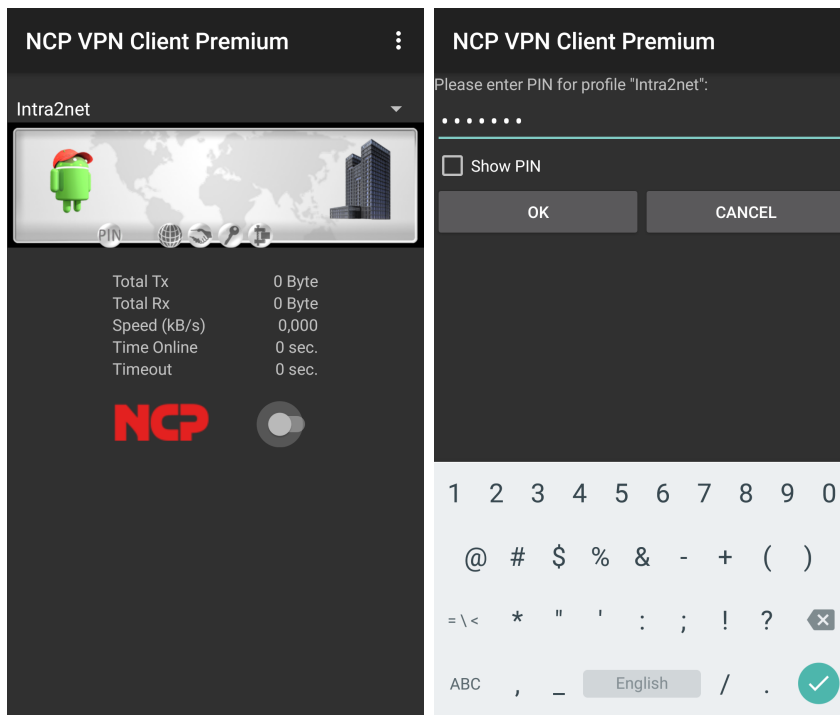 NCP VPN Client Premium
Intra2net
PIN
Total Tx 0 Byte
Total Rx 0 Byte
Speed (kB/s) 0,000
Time Online 0 sec.
Timeout 0 sec.
NCP
NCP VPN Client Premium
Please enter PIN for profile "Intra2net":
•••••••
Show PIN
OK CANCEL
1 2 3 4 5 6 7 8 9 0
@ # $ % & - + ( )
= \ < * " ' : ; ! ?
ABC , _ English / .